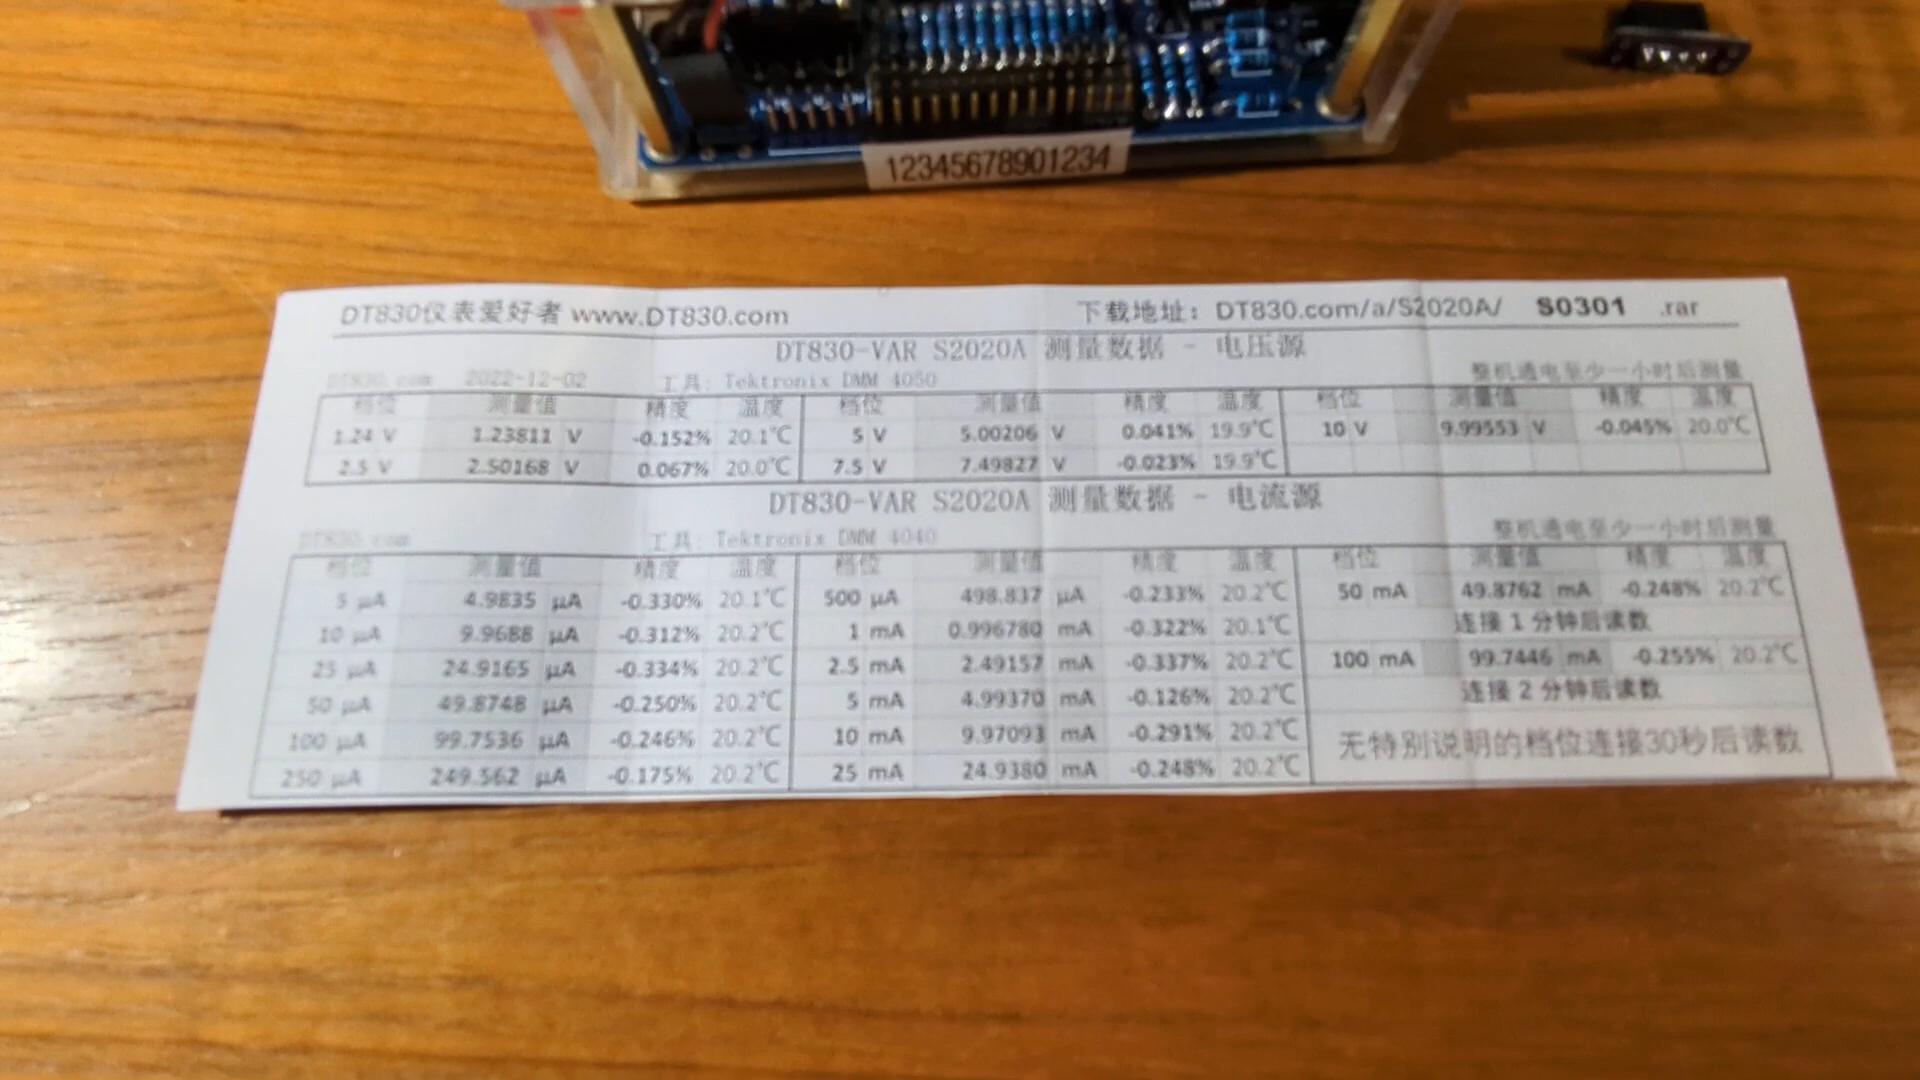 12345678901234
DT830仪表爱好者 www.DT830.com 下载地址: DT830.com/a/S2020A/ S0301 .rar
DT830-VAR S2020A 测量数据 - 电压源
DT830.com 2022-12-02 工具: Tektronix DMM 4050 整机通电至少一小时后测量
档位 测量值 精度 温度 档位 测量值 精度 温度 档位 测量值 精度 温度
1.24 V 1.23811 V -0.152% 20.1℃ 5 V 5.00206 V 0.041% 19.9℃ 10 V 9.99553 V -0.045% 20.0℃
2.5 V 2.50168 V 0.067% 20.0℃ 7.5 V 7.49827 V -0.023% 19.9℃
DT830-VAR S2020A 测量数据 - 电流源
DT830.com 工具: Tektronix DMM 4040 整机通电至少一小时后测量
档位 测量值 精度 温度 档位 测量值 精度 温度 档位 测量值 精度 温度
5 μA 4.9835 μA -0.330% 20.1℃ 500 μA 498.837 μA -0.233% 20.2℃ 50 mA 49.8762 mA -0.248% 20.2℃
10 μA 9.9688 μA -0.312% 20.2℃ 1 mA 0.996780 mA -0.322% 20.1℃ 连接 1 分钟后读数
25 μA 24.9165 μA -0.334% 20.2℃ 2.5 mA 2.49157 mA -0.337% 20.2℃ 100 mA 99.7446 mA -0.255% 20.2℃
50 μA 49.8748 μA -0.250% 20.2℃ 5 mA 4.99370 mA -0.126% 20.2℃ 连接 2 分钟后读数
100 μA 99.7536 μA -0.246% 20.2℃ 10 mA 9.97093 mA -0.291% 20.2℃ 无特别说明的档位连接30秒后读数
250 μA 249.562 μA -0.175% 20.2℃ 25 mA 24.9380 mA -0.248% 20.2℃